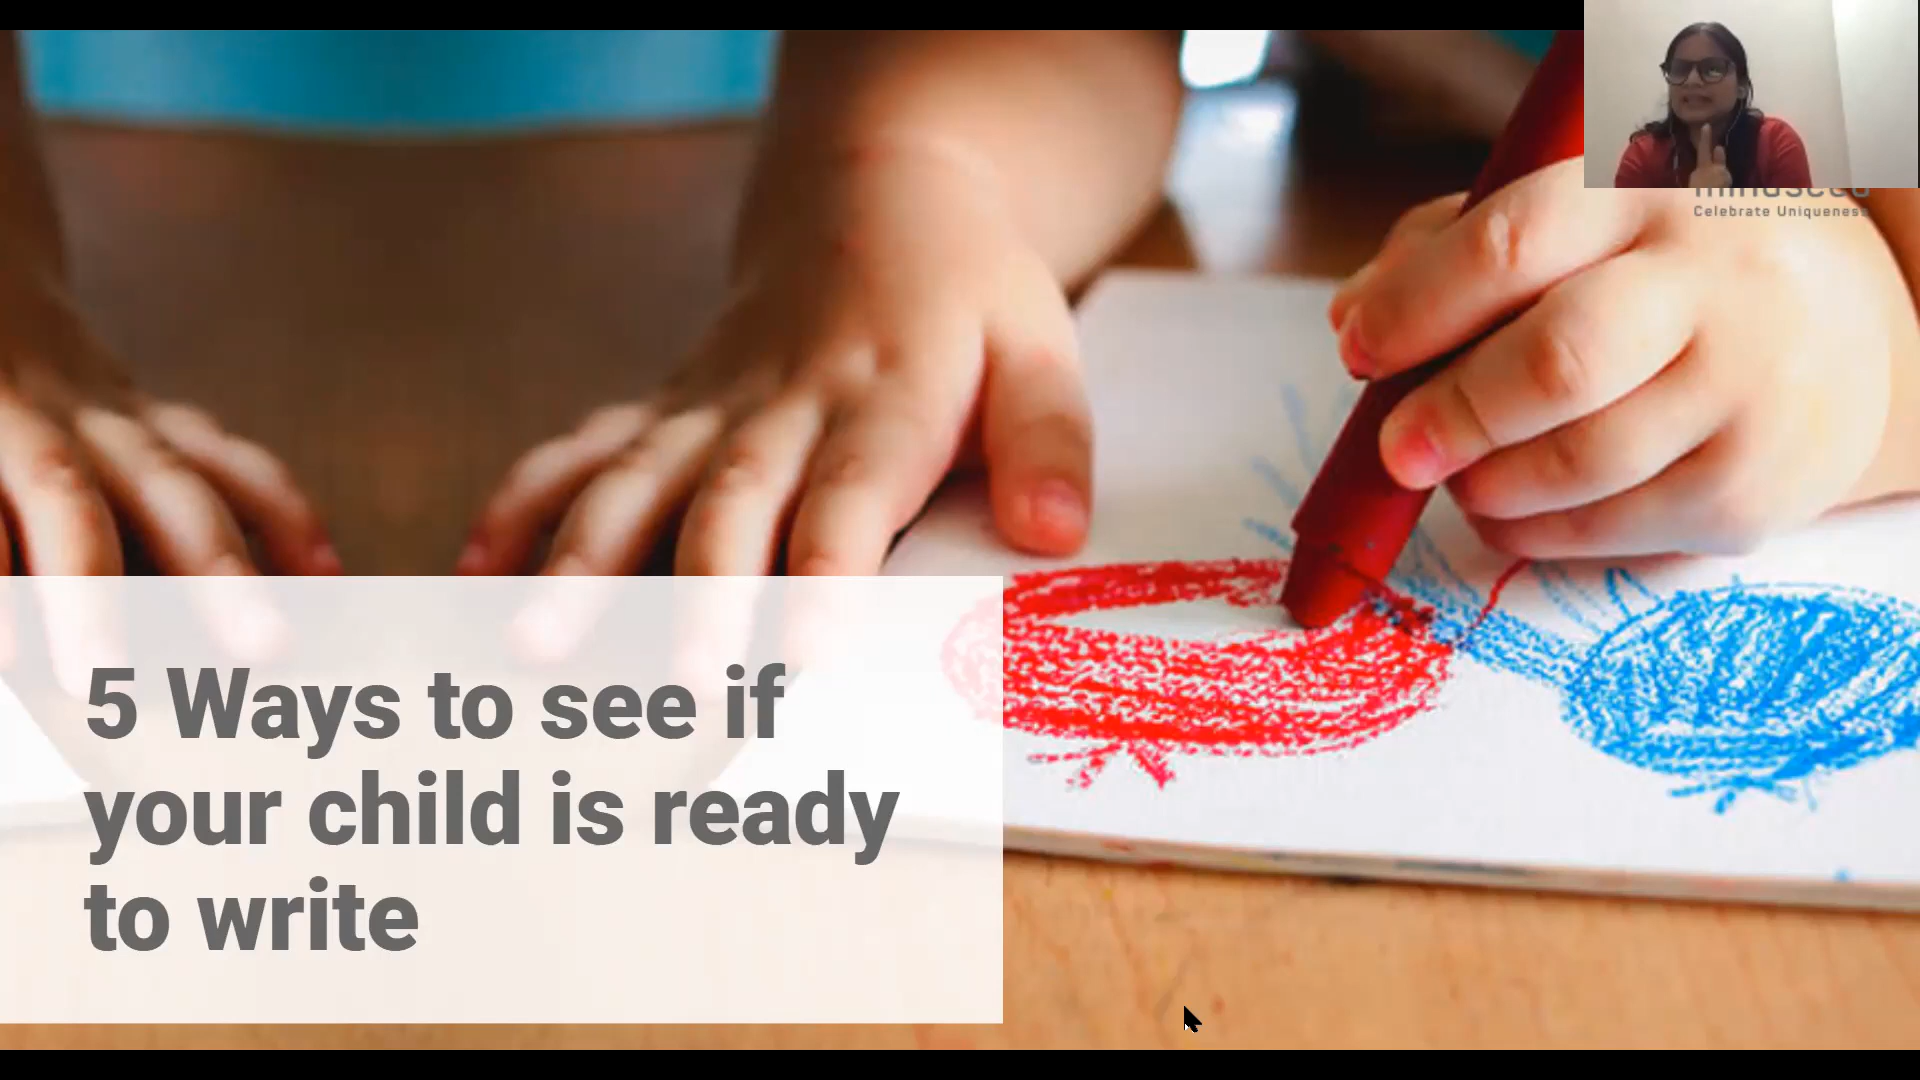 Celebrate Uniqueness
5 Ways to see if
your child is ready
to write